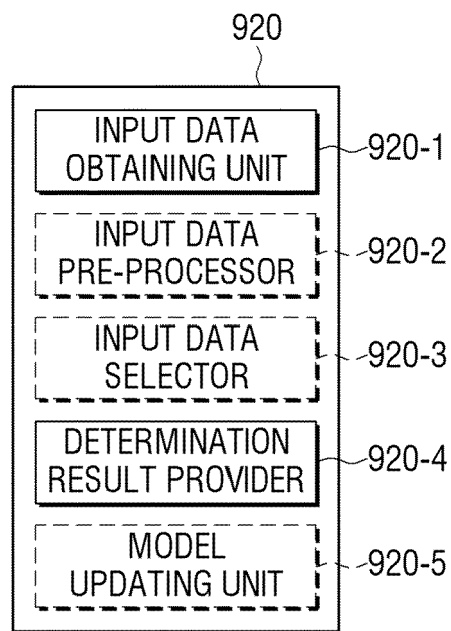 920
INPUT DATA
OBTAINING UNIT
920-1
INPUT DATA
PRE-PROCESSOR
920-2
INPUT DATA
SELECTOR
920-3
DETERMINATION
RESULT PROVIDER
920-4
MODEL
UPDATING UNIT
920-5